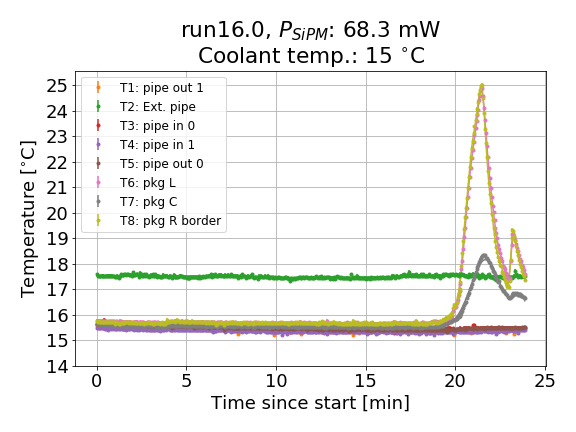 run16.0, P_SiPM: 68.3 mW
Coolant temp.: 15 °C
Temperature [°C]
25
24
23
22
21
20
19
18
17
16
15
14
T1: pipe out 1
T2: Ext. pipe
T3: pipe in 0
T4: pipe in 1
T5: pipe out 0
T6: pkg L
T7: pkg C
T8: pkg R border
0 5 10 15 20 25
Time since start [min]